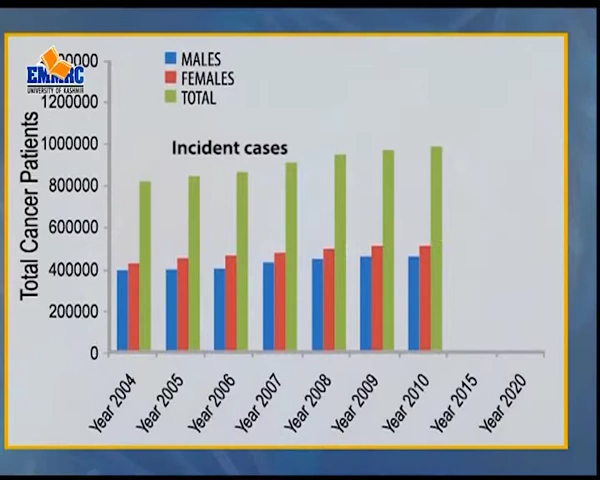 EMMRC
UNIVERSITY OF KASHMIR
MALES
FEMALES
TOTAL
Incident cases
Total Cancer Patients
1200000
1000000
800000
600000
400000
200000
0
Year 2004
Year 2005
Year 2006
Year 2007
Year 2008
Year 2009
Year 2010
Year 2015
Year 2020